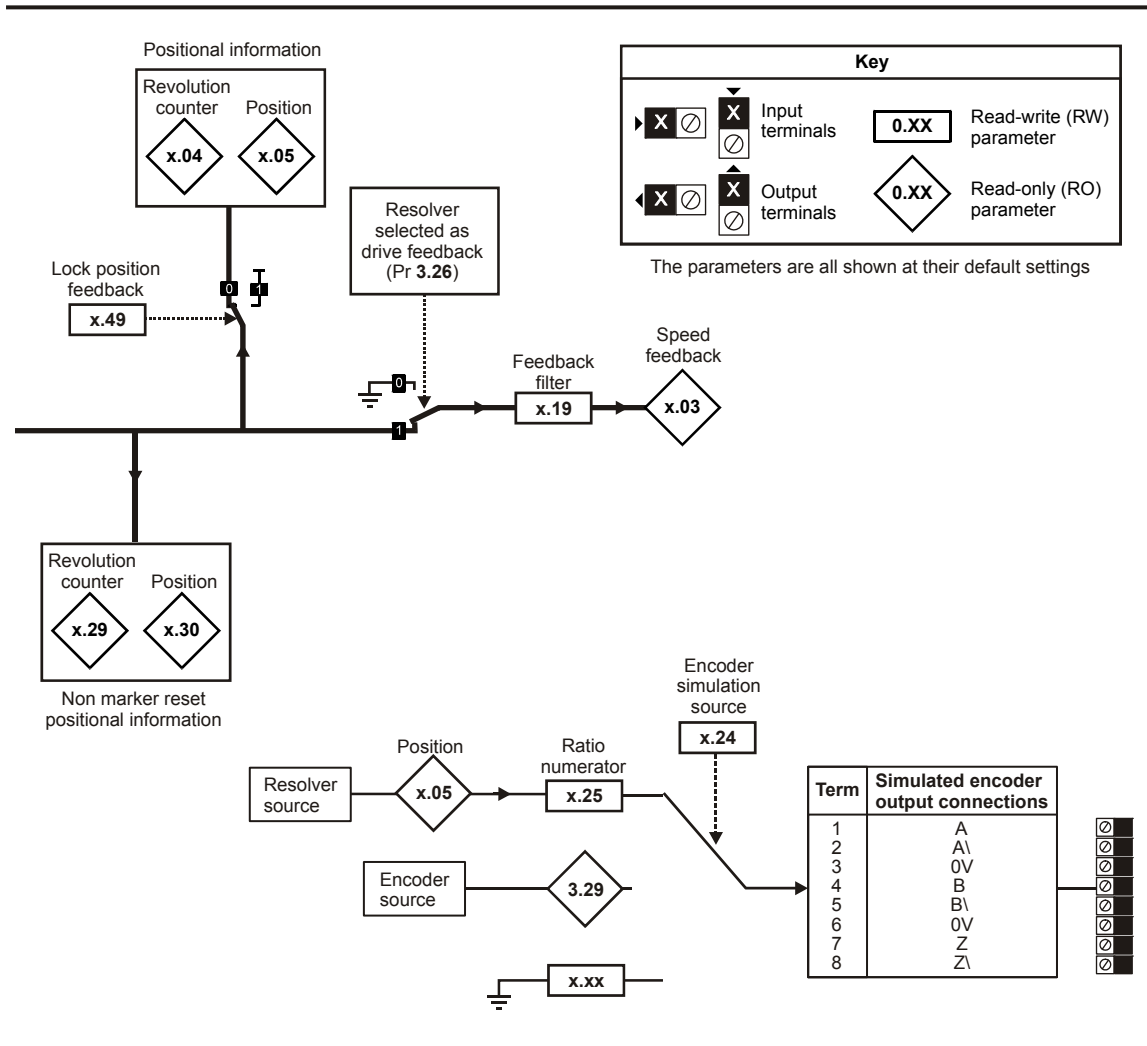 Positional information
Revolution
counter
Position
x.04
x.05
Key
X
X
Input
terminals
0.XX
Read-write (RW)
parameter
X
X
Output
terminals
0.XX
Read-only (RO)
parameter
The parameters are all shown at their default settings
Resolver
selected as
drive feedback
(Pr 3.26)
Lock position
feedback
x.49
0
1
0
1
Feedback
filter
x.19
Speed
feedback
x.03
Revolution
counter
Position
x.29
x.30
Non marker reset
positional information
Encoder
simulation
source
x.24
Resolver
source
Position
x.05
Ratio
numerator
x.25
Encoder
source
3.29
x.xx
Term
Simulated encoder
output connections
1 A
2 A\
3 0V
4 B
5 B\
6 0V
7 Z
8 Z\